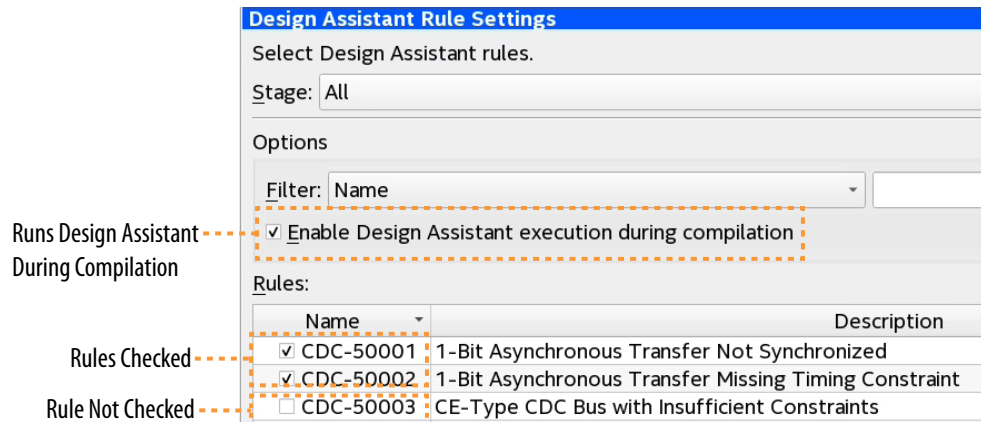 Design Assistant Rule Settings
Select Design Assistant rules.
Stage: All
Options
Filter: Name
Runs Design Assistant
During Compilation
Enable Design Assistant execution during compilation
Rules:
Name Description
Rules Checked
CDC-50001 1-Bit Asynchronous Transfer Not Synchronized
CDC-50002 1-Bit Asynchronous Transfer Missing Timing Constraint
Rule Not Checked
CDC-50003 CE-Type CDC Bus with Insufficient Constraints